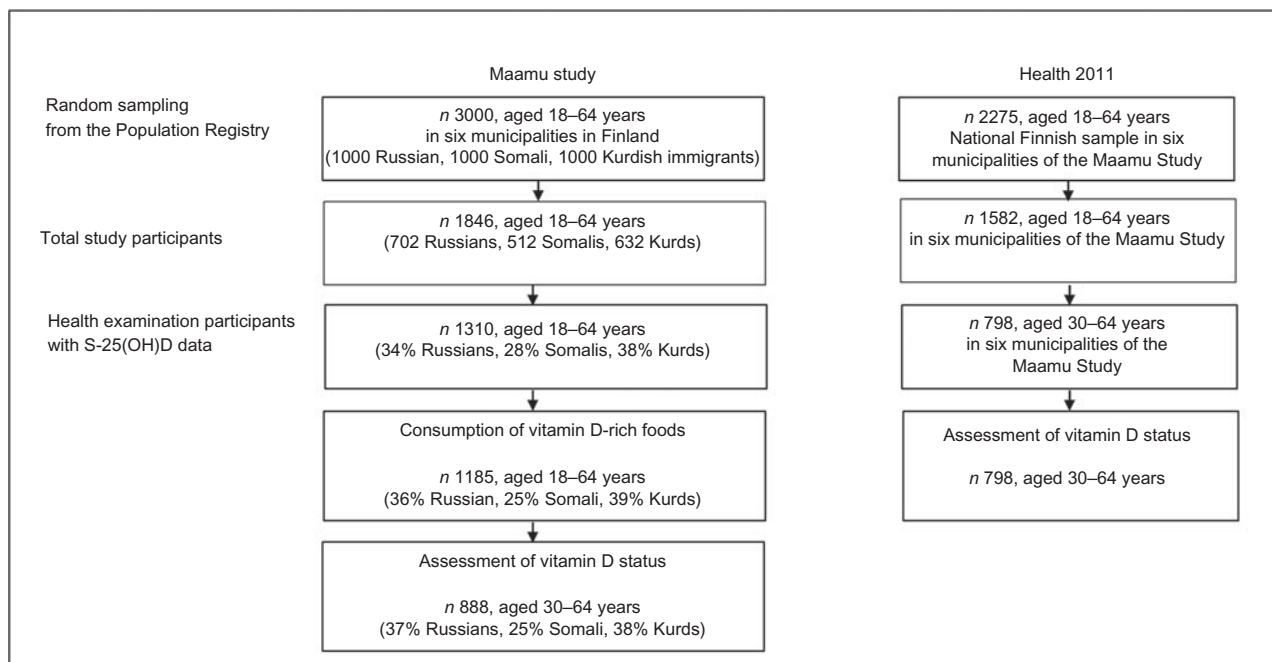 Maamu study
Health 2011
Random sampling
from the Population Registry
n 3000, aged 18–64 years
in six municipalities in Finland
(1000 Russian, 1000 Somali, 1000 Kurdish immigrants)
n 2275, aged 18–64 years
National Finnish sample in six
municipalities of the Maamu Study
Total study participants
n 1846, aged 18–64 years
(702 Russians, 512 Somalis, 632 Kurds)
n 1582, aged 18–64 years
in six municipalities of the Maamu Study
Health examination participants
with S-25(OH)D data
n 1310, aged 18–64 years
(34% Russians, 28% Somalis, 38% Kurds)
n 798, aged 30–64 years
in six municipalities of the
Maamu Study
Consumption of vitamin D-rich foods
n 1185, aged 18–64 years
(36% Russian, 25% Somali, 39% Kurds)
Assessment of vitamin D status
n 798, aged 30–64 years
Assessment of vitamin D status
n 888, aged 30–64 years
(37% Russians, 25% Somali, 38% Kurds)